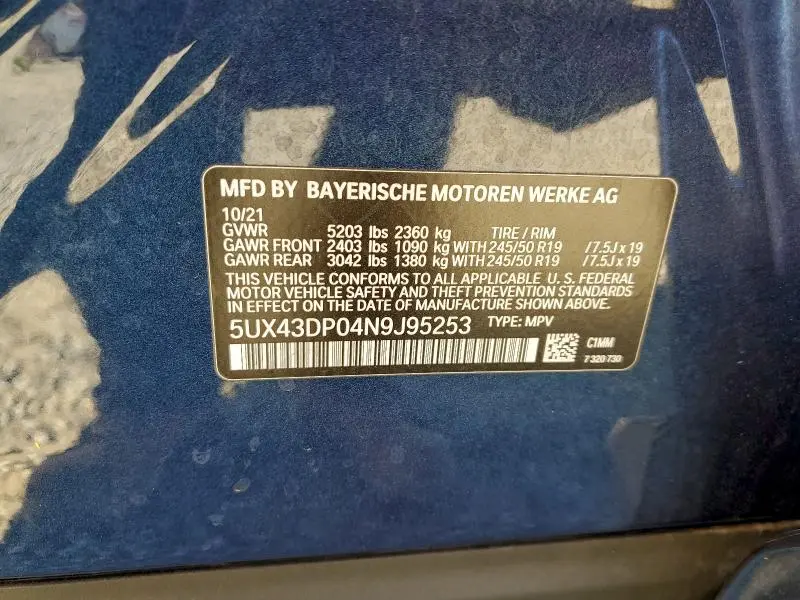 MFD BY BAYERISCHE MOTOREN WERKE AG
10/21
GVWR 5203 lbs 2360 kg TIRE / RIM
GAWR FRONT 2403 lbs 1090 kg WITH 245/50 R19 /7.5J x 19
GAWR REAR 3042 lbs 1380 kg WITH 245/50 R19 /7.5J x 19
THIS VEHICLE CONFORMS TO ALL APPLICABLE U.S. FEDERAL
MOTOR VEHICLE SAFETY AND THEFT PREVENTION STANDARDS
IN EFFECT ON THE DATE OF MANUFACTURE SHOWN ABOVE.
5UX43DP04N9J95253 TYPE: MPV
C1MM
7 320 730